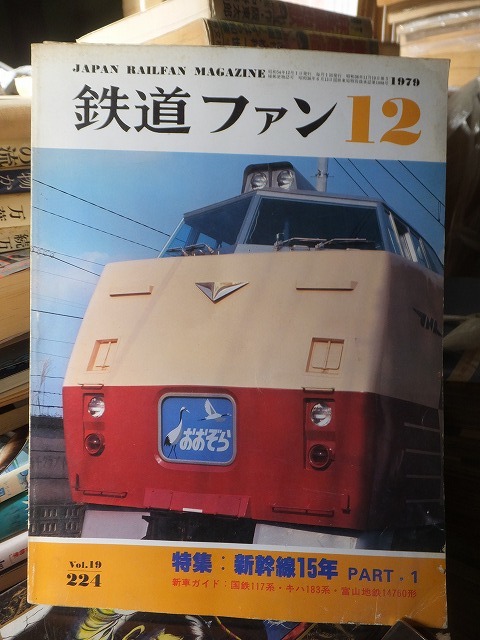 JAPAN RAILFAN MAGAZINE
1979
鉄道ファン 12
おおぞら
Vol.19
224
特集：新幹線15年 PART・1
新車ガイド：国鉄117系・キハ183系・富山地鉄14760形